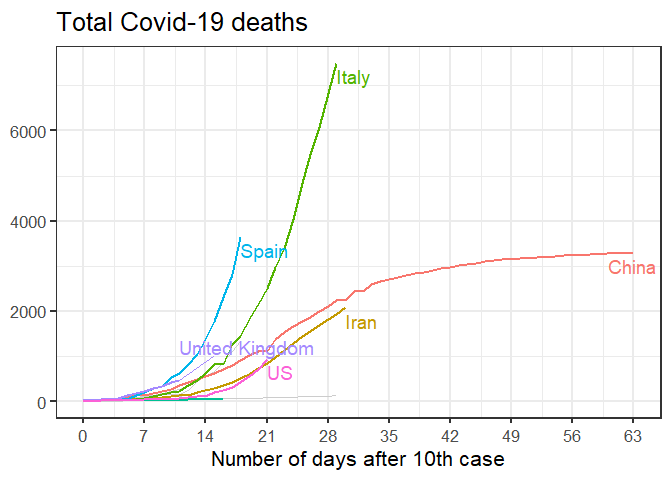 Total Covid-19 deaths
Italy
6000
4000
Spain
China
2000
Iran
United Kingdom
US
0
0 7 14 21 28 35 42 49 56 63
Number of days after 10th case